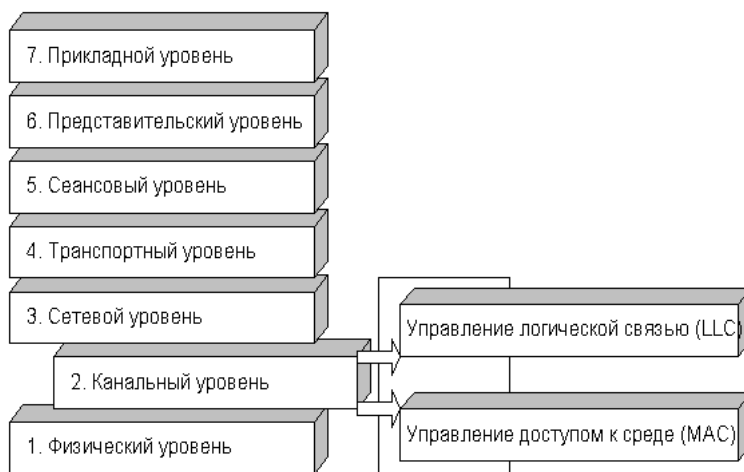 7. Прикладной уровень
6. Представительский уровень
5. Сеансовый уровень
4. Транспортный уровень
3. Сетевой уровень
Управление логической связью (LLC)
2. Канальный уровень
1. Физический уровень
Управление доступом к среде (MAC)